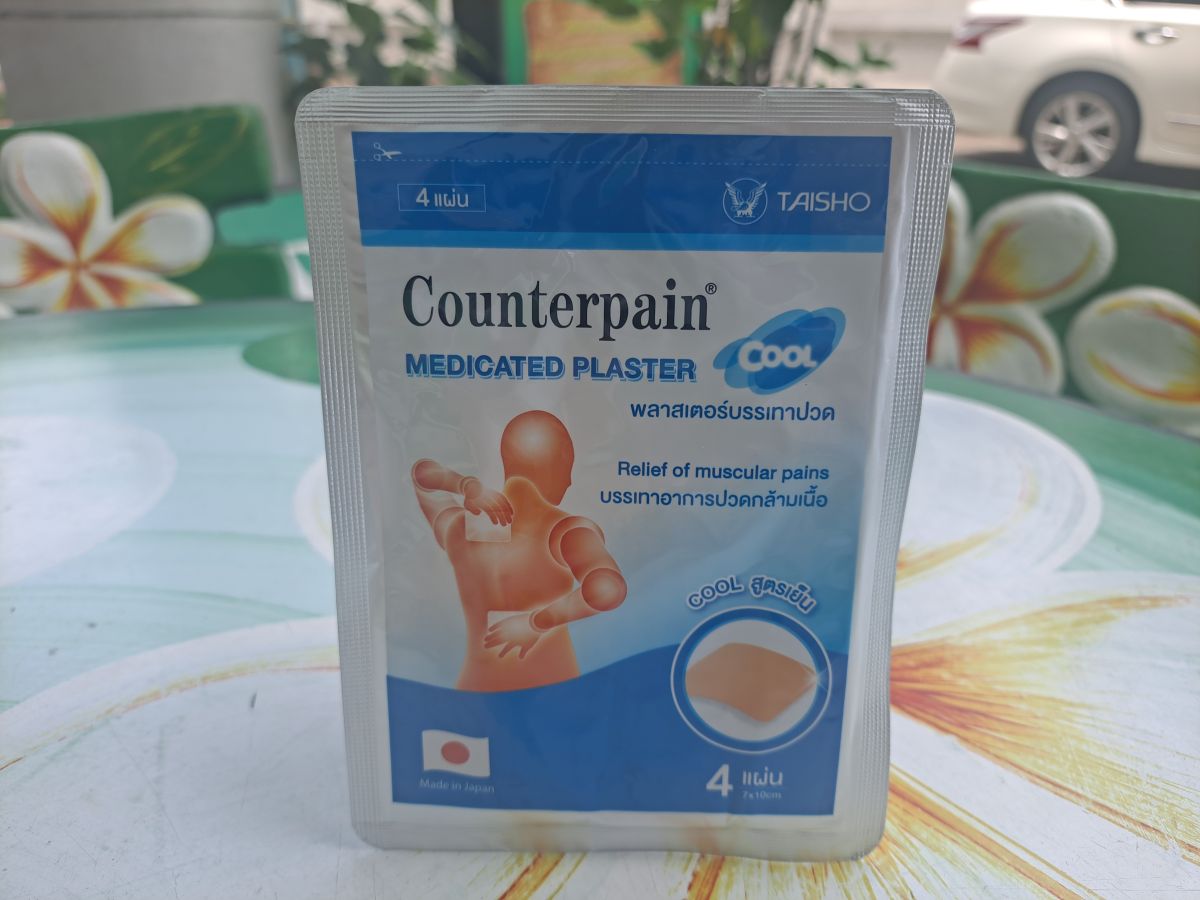 4 แผ่น
TAISHO
Counterpain®
COOL
MEDICATED PLASTER
พลาสเตอร์บรรเทาปวด
Relief of muscular pains
บรรเทาอาการปวดกล้ามเนื้อ
COOL สูตรเย็น
Made in Japan
4 แผ่น
7x10cm